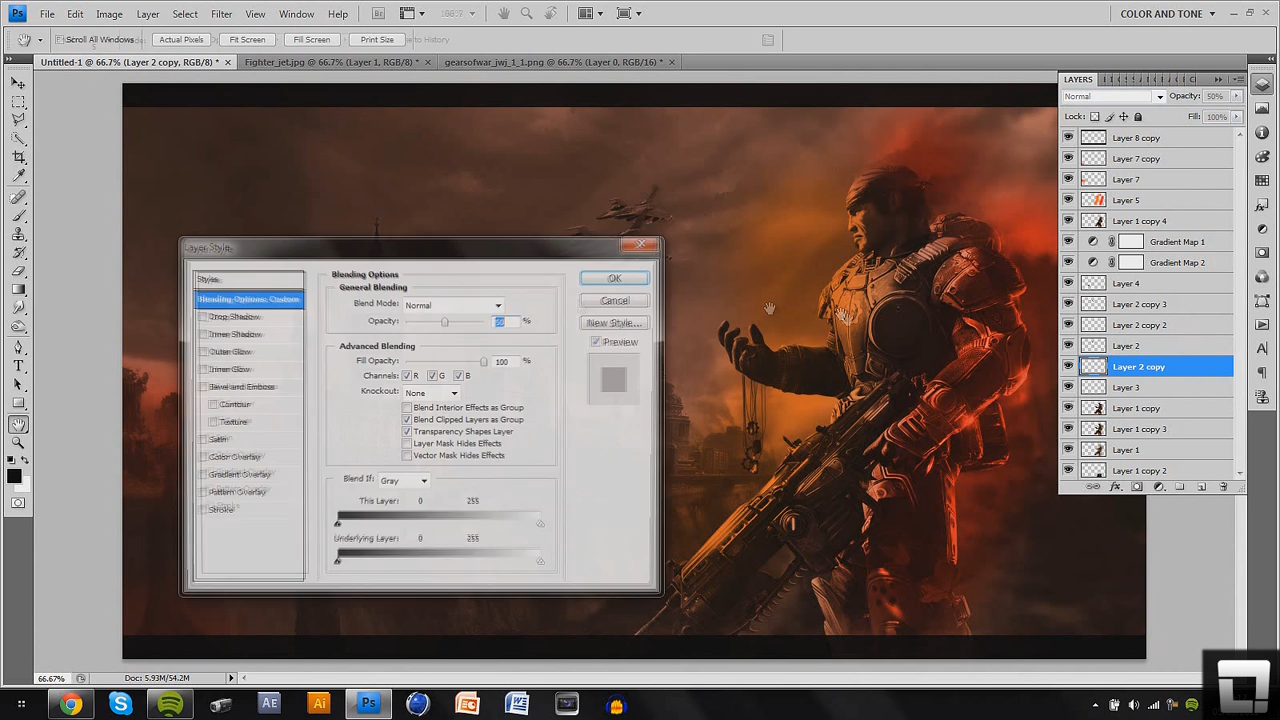 Ps File Edit Image Layer Select Filter View Window Help Br 66.7 COLOR AND TONE
Scroll All Windows Actual Pixels Fit Screen Fill Screen Print Size to History
Untitled-1 @ 66.7% (Layer 2 copy, RGB/8) * Fighter_jet.jpg @ 66.7% (Layer 1, RGB/8) * gearsofwar_jwj_1_1.png @ 66.7% (Layer 0, RGB/16) *
LAYERS
Normal Opacity: 50%
Lock: Fill: 100%
Layer 8 copy
Layer 7 copy
Layer 7
Layer 5
Layer 1 copy 4
Gradient Map 1
Gradient Map 2
Layer 4
Layer 2 copy 3
Layer 2 copy 2
Layer 2
Layer 2 copy
Layer 3
Layer 1 copy
Layer 1 copy 3
Layer 1
Layer 1 copy 2
Layer Style
Styles
Blending Options: Custom
Drop Shadow
Inner Shadow
Outer Glow
Inner Glow
Bevel and Emboss
Contour
Texture
Satin
Color Overlay
Gradient Overlay
Pattern Overlay
Stroke
Blending Options
General Blending
Blend Mode: Normal
Opacity: %
Advanced Blending
Fill Opacity: 100 %
Channels: R G B
Knockout: None
Blend Interior Effects as Group
Blend Clipped Layers as Group
Transparency Shapes Layer
Layer Mask Hides Effects
Vector Mask Hides Effects
Blend If: Gray
This Layer: 0 255
Underlying Layer: 0 255
OK
Cancel
New Style...
Preview
66.67% Doc: 5.93M/54.2M
AE Ai Ps